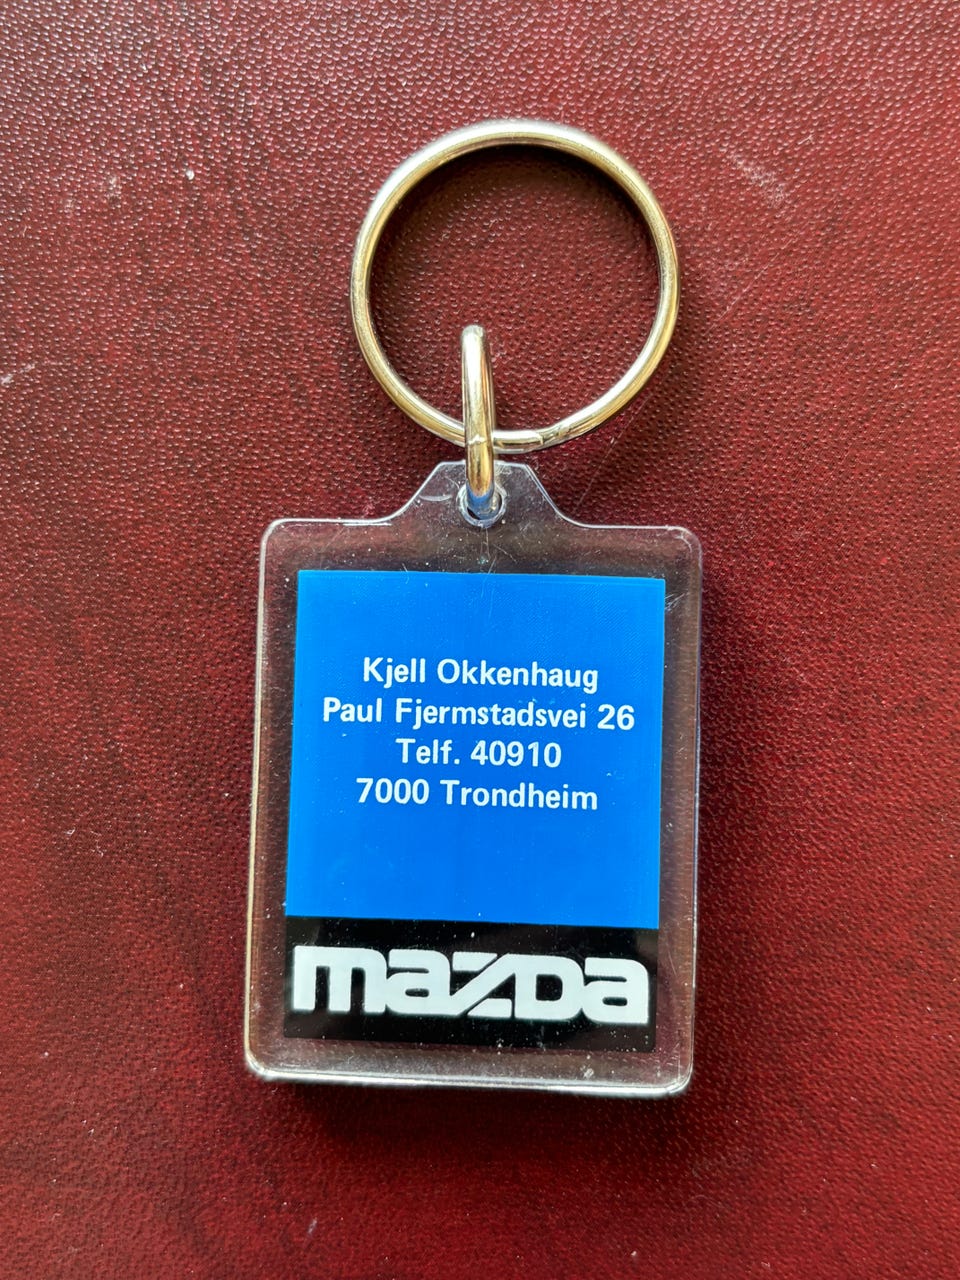 Kjell Okkenhaug
Paul Fjermstadsvei 26
Telf. 40910
7000 Trondheim
mazda